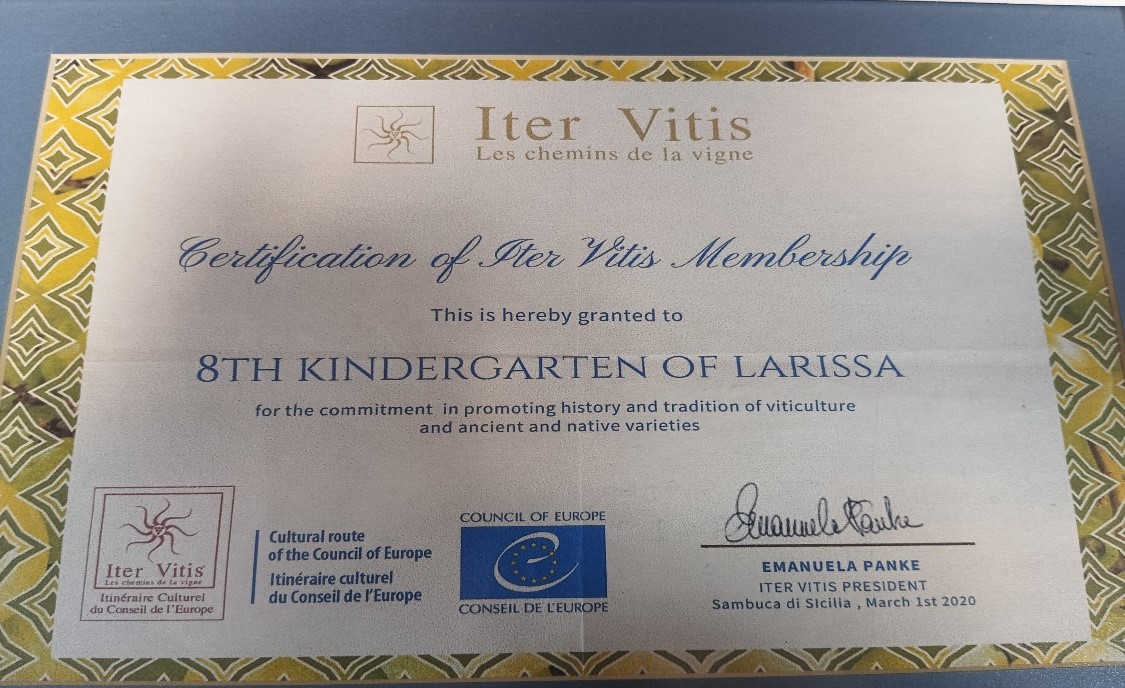 Iter Vitis
Les chemins de la vigne
Certification of Iter Vitis Membership
This is hereby granted to
8TH KINDERGARTEN OF LARISSA
for the commitment in promoting history and tradition of viticulture
and ancient and native varieties
Iter Vitis
Les chemins de la vigne
Itinéraire Culturel
du Conseil de l'Europe
Cultural route
of the Council of Europe
Itinéraire culturel
du Conseil de l'Europe
COUNCIL OF EUROPE
CONSEIL DE L'EUROPE
Emanuela Panke
EMANUELA PANKE
ITER VITIS PRESIDENT
Sambuca di SIcilia , March 1st 2020